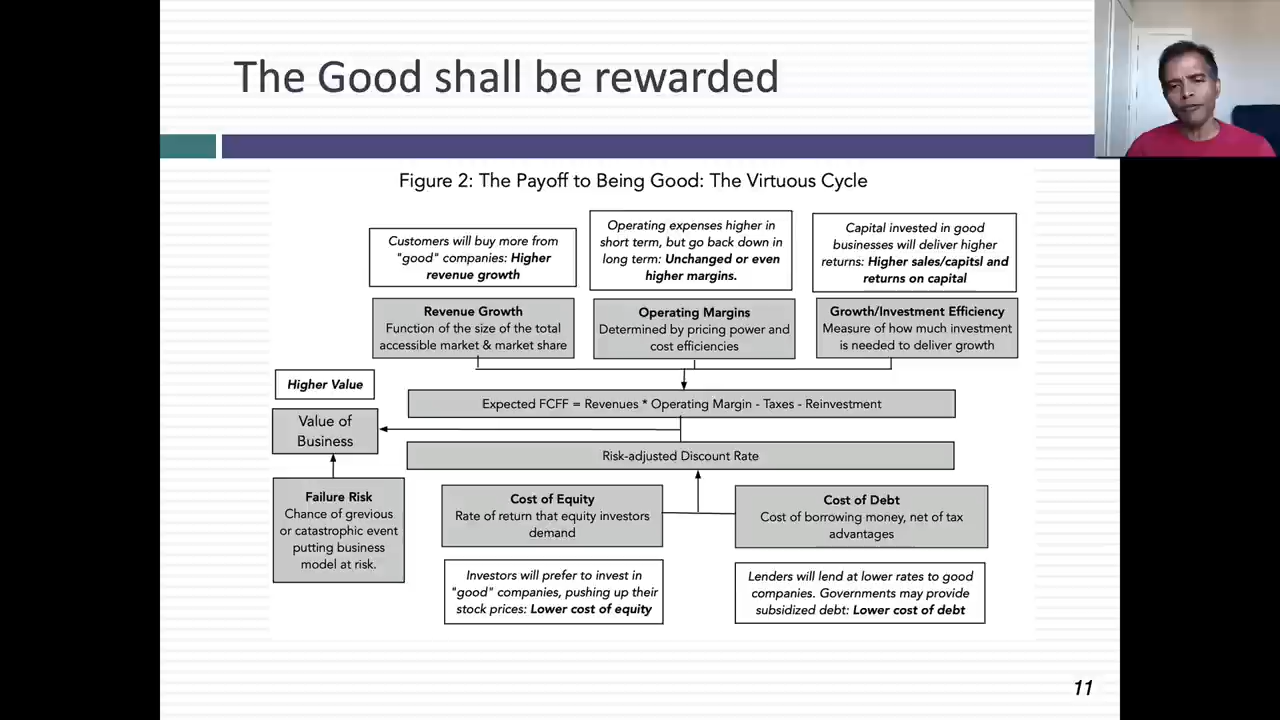 The Good shall be rewarded
Figure 2: The Payoff to Being Good: The Virtuous Cycle
Customers will buy more from
"good" companies: Higher
revenue growth
Operating expenses higher in
short term, but go back down in
long term: Unchanged or even
higher margins.
Capital invested in good
businesses will deliver higher
returns: Higher sales/capitsl and
returns on capital
Revenue Growth
Function of the size of the total
accessible market & market share
Operating Margins
Determined by pricing power and
cost efficiencies
Growth/Investment Efficiency
Measure of how much investment
is needed to deliver growth
Higher Value
Value of
Business
Expected FCFF = Revenues * Operating Margin - Taxes - Reinvestment
Risk-adjusted Discount Rate
Failure Risk
Chance of grevious
or catastrophic event
putting business
model at risk.
Cost of Equity
Rate of return that equity investors
demand
Cost of Debt
Cost of borrowing money, net of tax
advantages
Investors will prefer to invest in
"good" companies, pushing up their
stock prices: Lower cost of equity
Lenders will lend at lower rates to good
companies. Governments may provide
subsidized debt: Lower cost of debt
11